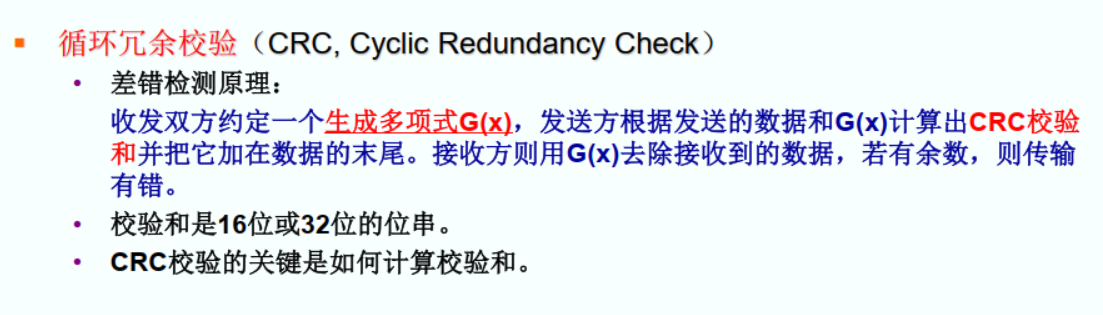 ▪ 循环冗余校验（CRC, Cyclic Redundancy Check）
• 差错检测原理：
收发双方约定一个生成多项式G(x)，发送方根据发送的数据和G(x)计算出CRC校验
和并把它加在数据的末尾。接收方则用G(x)去除接收到的数据，若有余数，则传输
有错。
• 校验和是16位或32位的位串。
• CRC校验的关键是如何计算校验和。